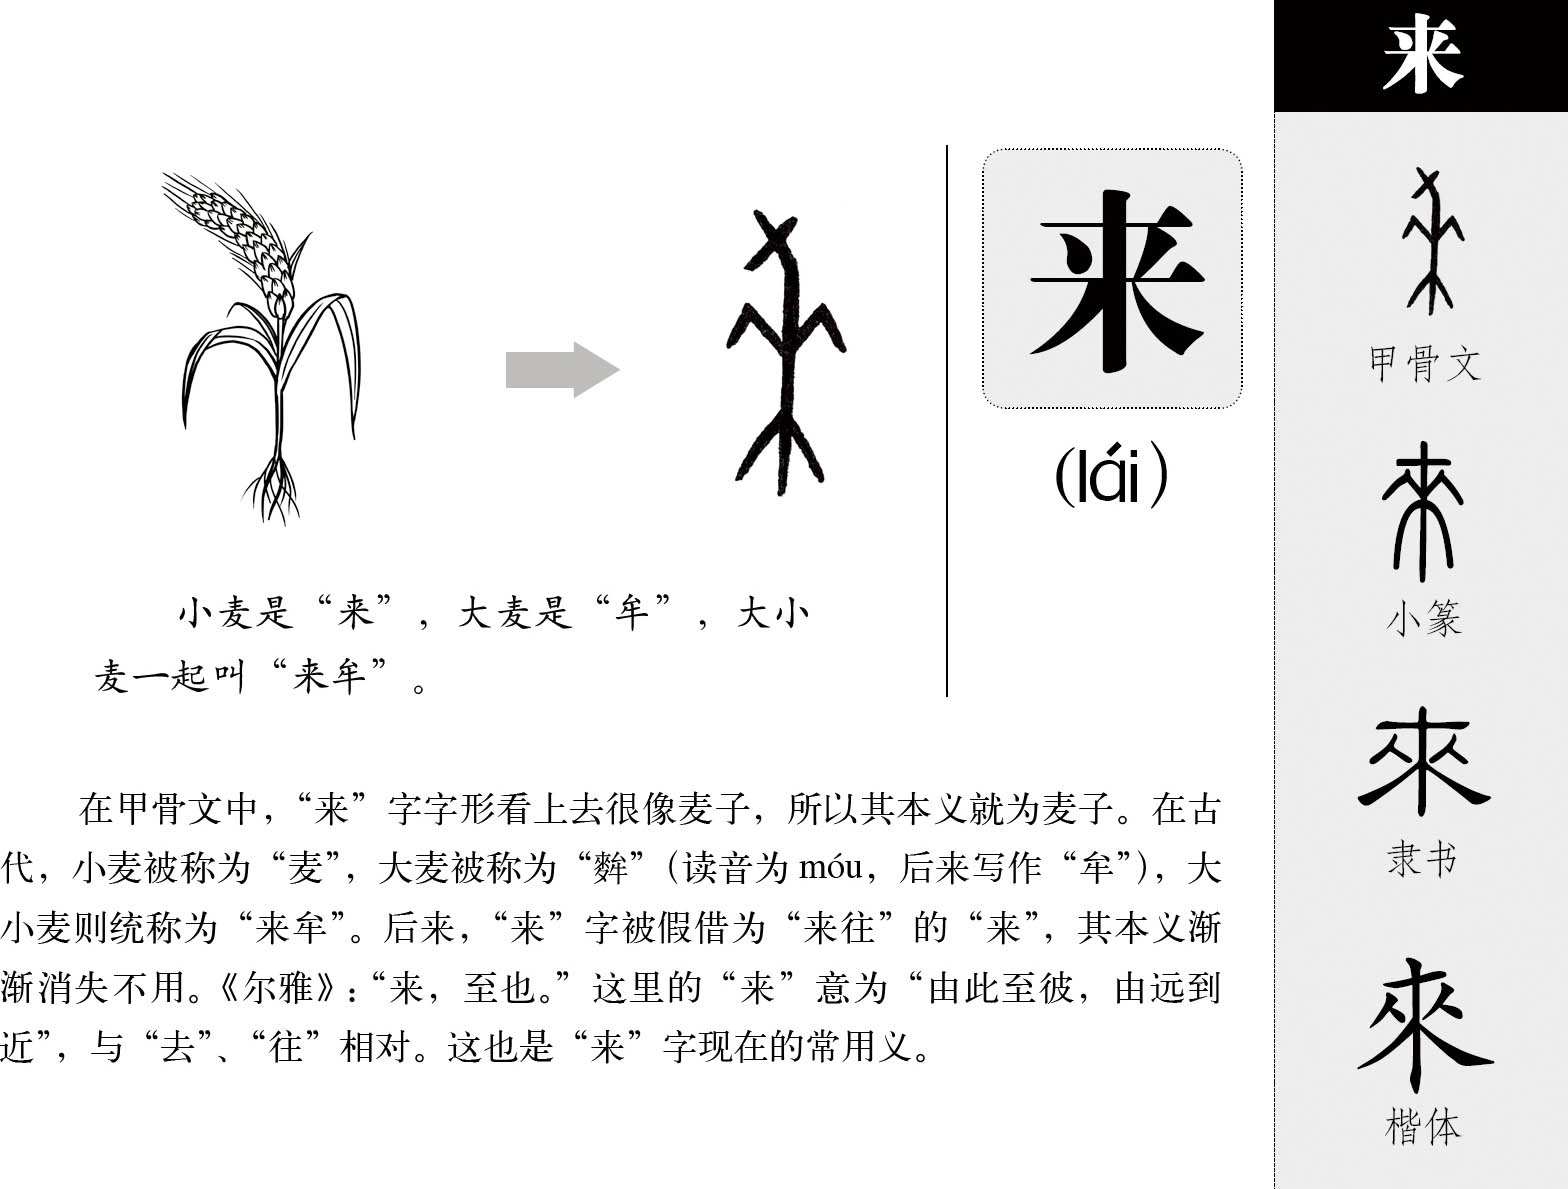 来
来
(lái)
小麦是“来”，大麦是“牟”，大小
麦一起叫“来牟”。
在甲骨文中，“来”字字形看上去很像麦子，所以其本义就为麦子。在古
代，小麦被称为“麦”，大麦被称为“麰”（读音为 móu，后来写作“牟”），大
小麦则统称为“来牟”。后来，“来”字被假借为“来往”的“来”，其本义渐
渐消失不用。《尔雅》：“来，至也。”这里的“来”意为“由此至彼，由远到
近”，与“去”、“往”相对。这也是“来”字现在的常用义。
甲骨文
來
小篆
來
隶书
來
楷体